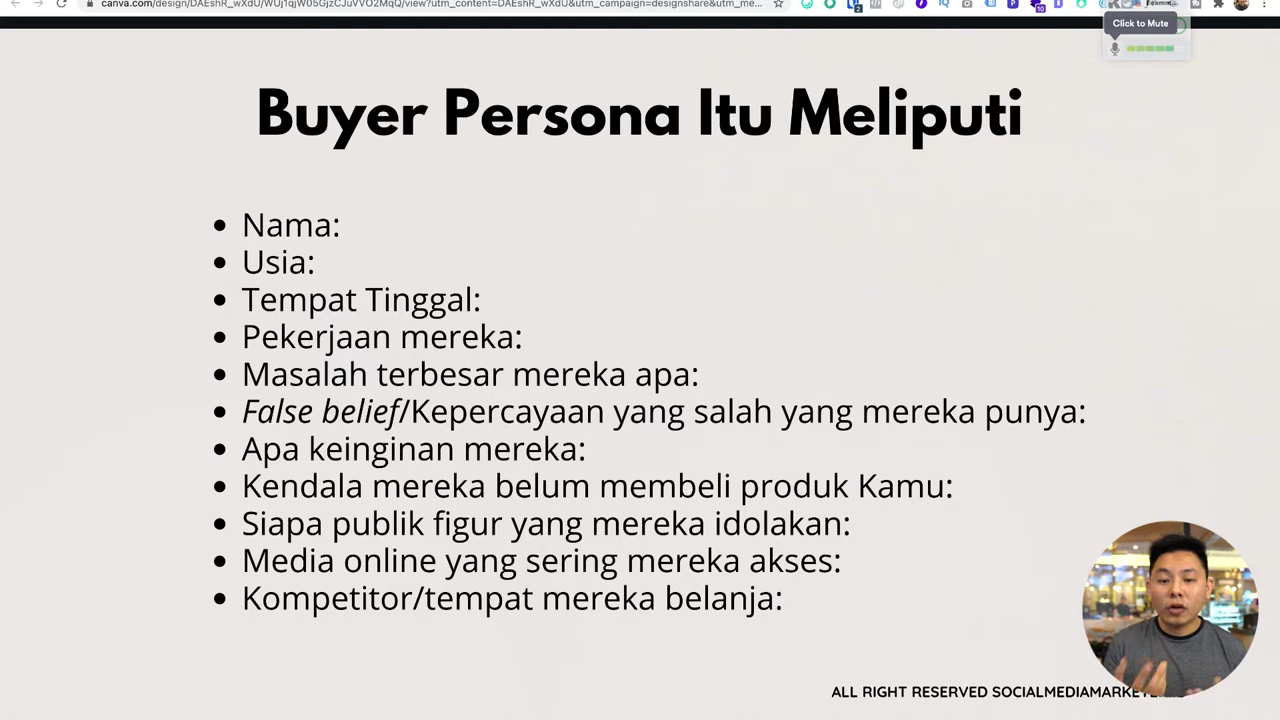 canva.com/design/DAEshR_wXdU/WUj1qjW05GjzCJuVVO2MqQ/view?utm_content=DAEshR_wXdU&utm_campaign=designshare&utm_me...
Click to Mute
Buyer Persona Itu Meliputi
• Nama:
• Usia:
• Tempat Tinggal:
• Pekerjaan mereka:
• Masalah terbesar mereka apa:
• False belief/Kepercayaan yang salah yang mereka punya:
• Apa keinginan mereka:
• Kendala mereka belum membeli produk Kamu:
• Siapa publik figur yang mereka idolakan:
• Media online yang sering mereka akses:
• Kompetitor/tempat mereka belanja:
ALL RIGHT RESERVED